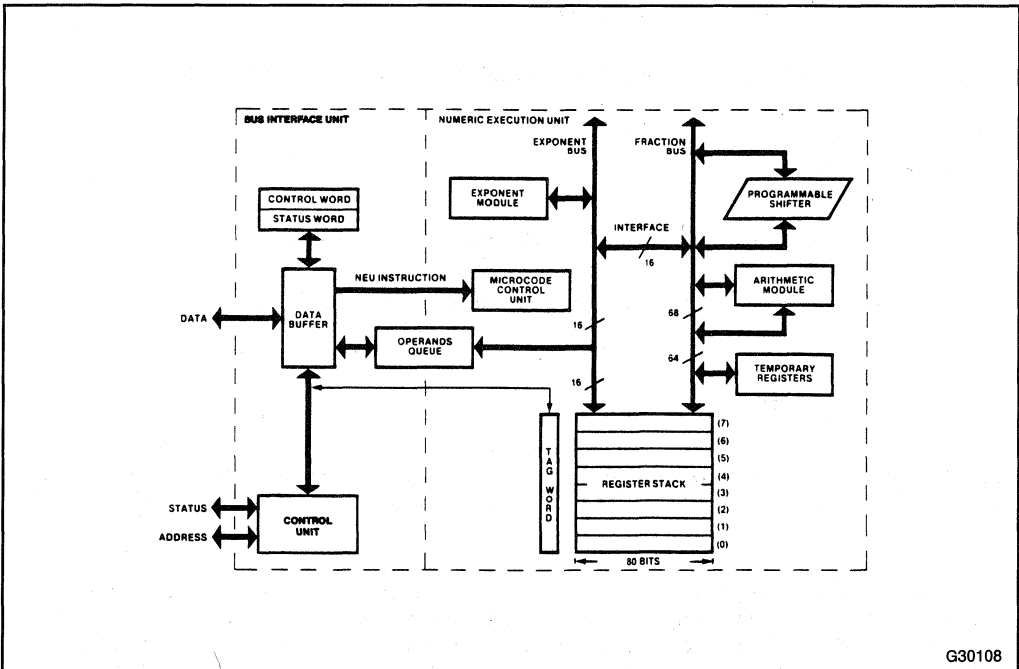 BUS INTERFACE UNIT
NUMERIC EXECUTION UNIT
EXPONENT
BUS
FRACTION
BUS
CONTROL WORD
STATUS WORD
EXPONENT
MODULE
PROGRAMMABLE
SHIFTER
INTERFACE
16
NEU INSTRUCTION
MICROCODE
CONTROL
UNIT
ARITHMETIC
MODULE
DATA
DATA
BUFFER
16
68
OPERANDS
QUEUE
64
16
TEMPORARY
REGISTERS
TAG WORD
REGISTER STACK
(7)
(6)
(5)
(4)
(3)
(2)
(1)
(0)
80 BITS
STATUS
ADDRESS
CONTROL
UNIT
G30108